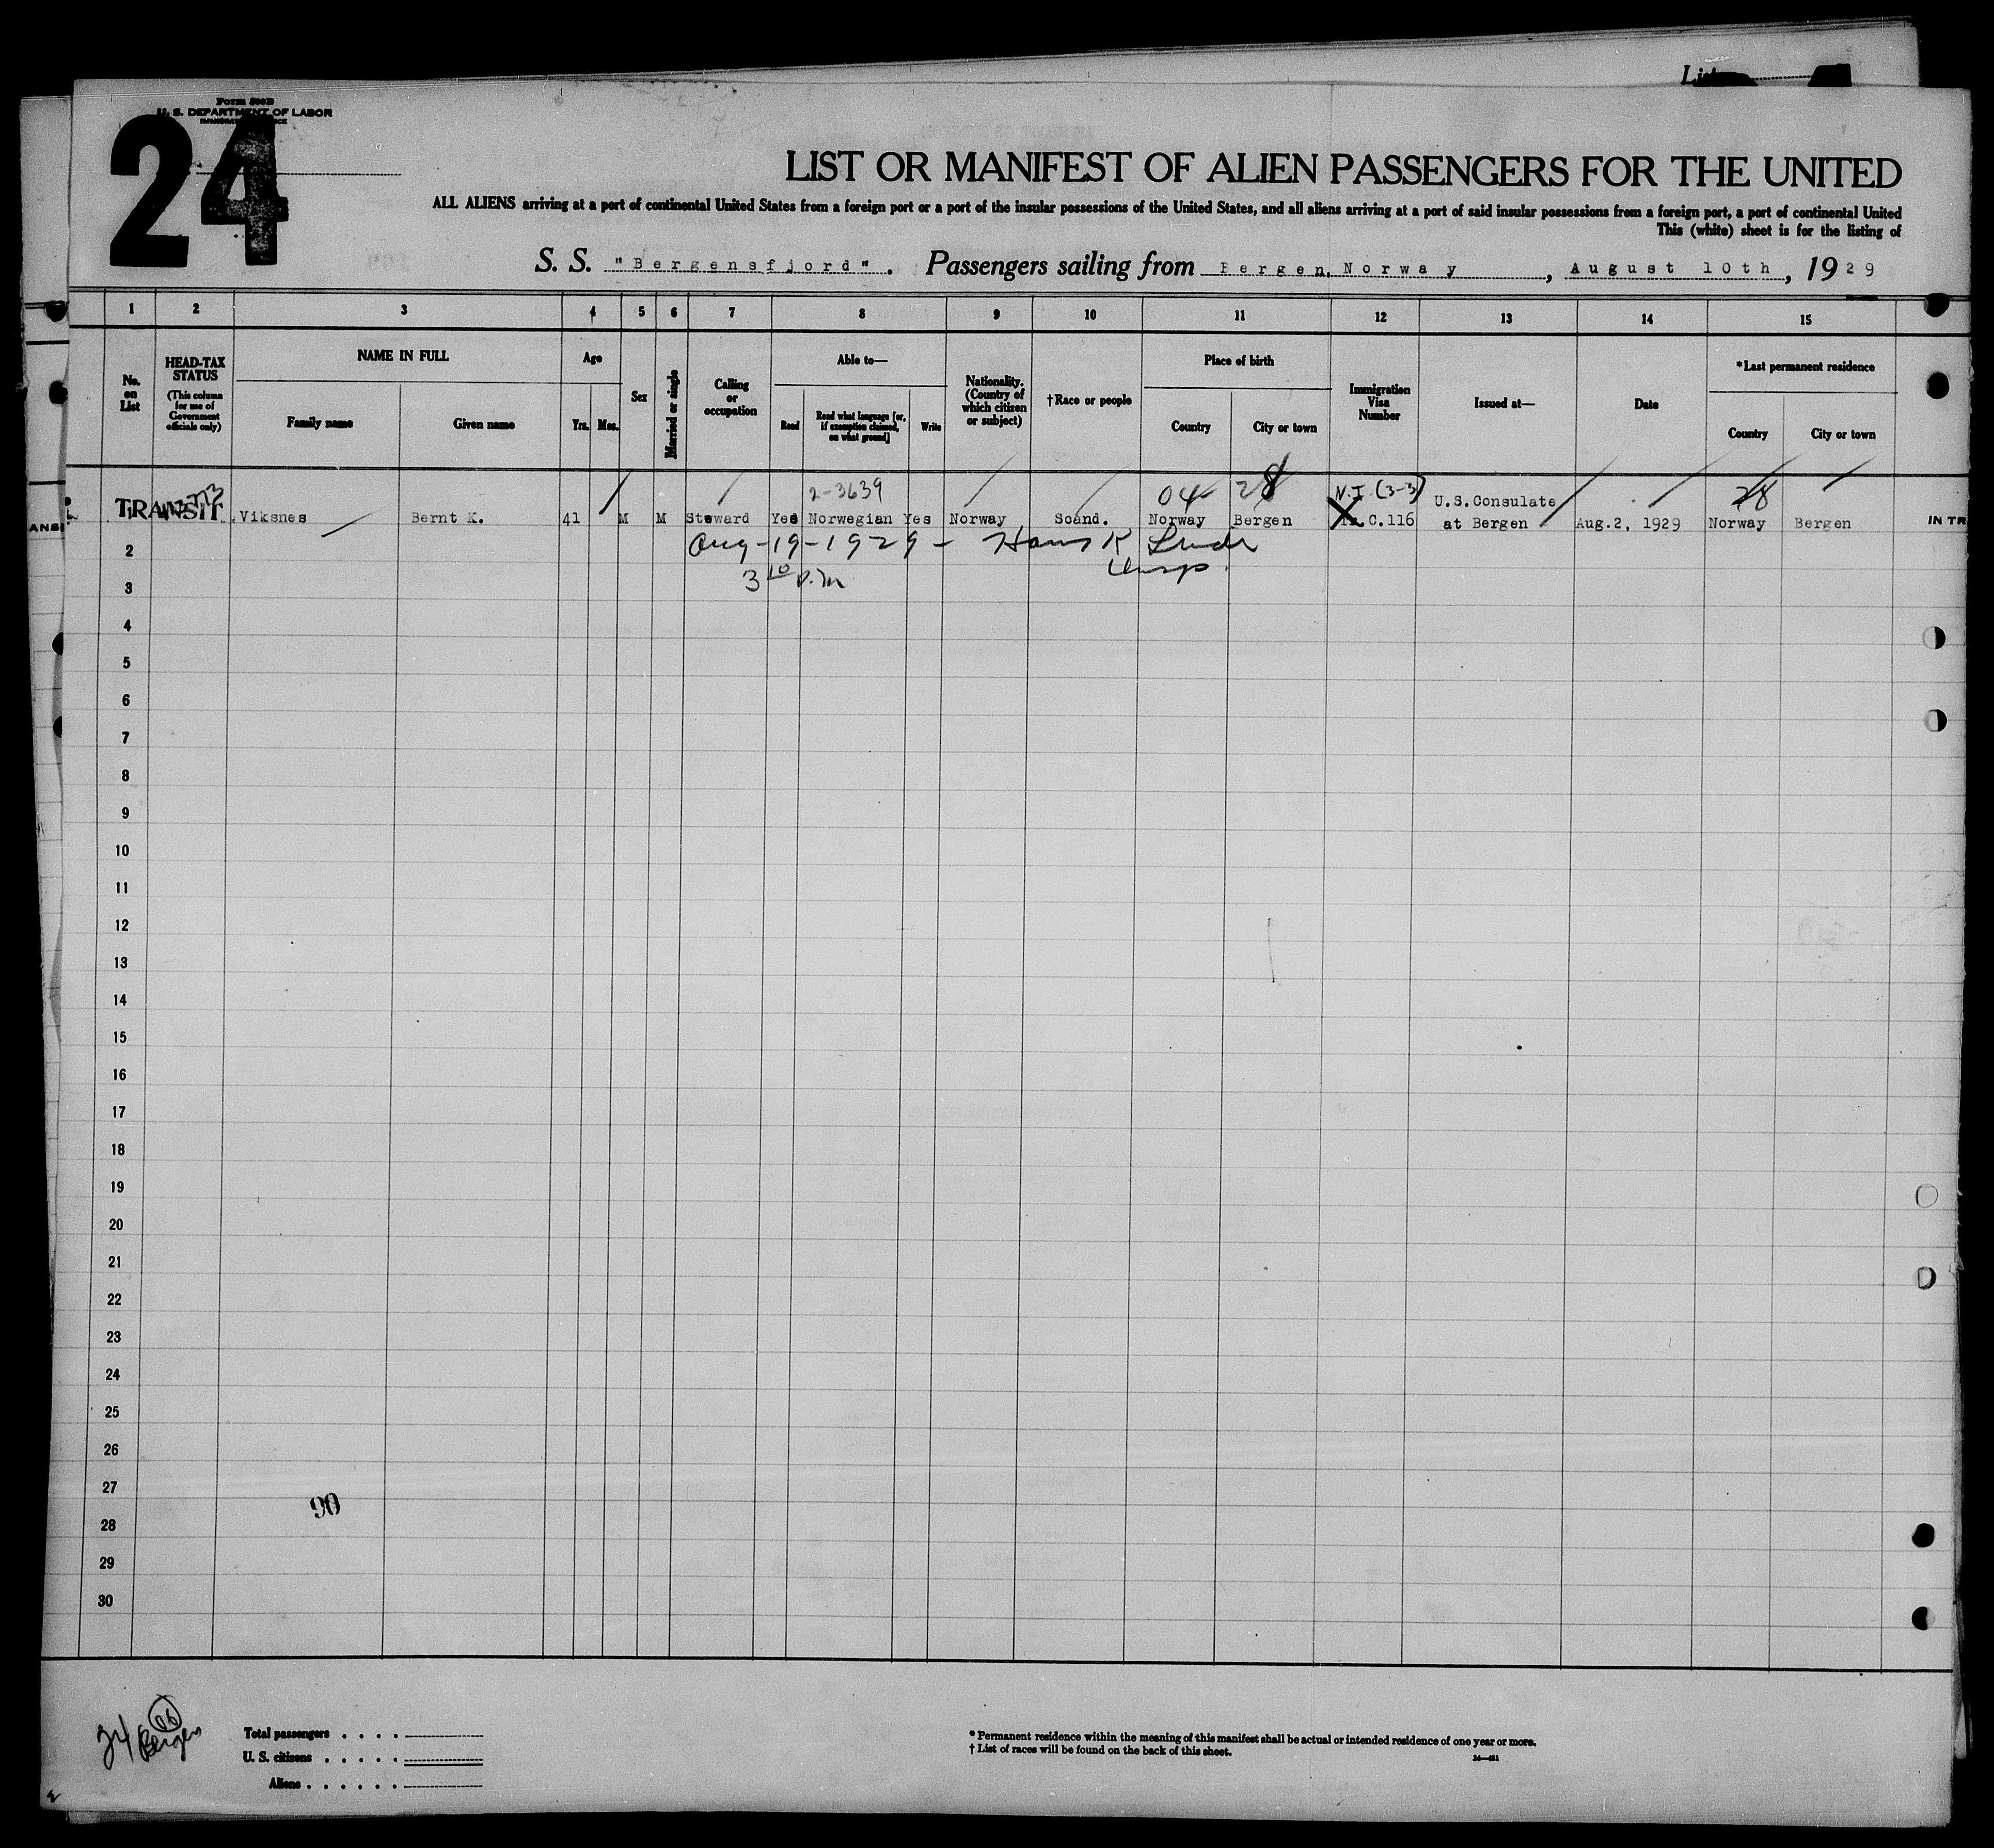 List
Form 500B
U. S. DEPARTMENT OF LABOR
24
LIST OR MANIFEST OF ALIEN PASSENGERS FOR THE UNITED
ALL ALIENS arriving at a port of continental United States from a foreign port or a port of the insular possessions of the United States, and all aliens arriving at a port of said insular possessions from a foreign port, a port of continental United
This (white) sheet is for the listing of
S. S. "Bergensfjord". Passengers sailing from Bergen, Norway, August 10th, 1929
1 2 3 4 5 6 7 8 9 10 11 12 13 14 15
No. on List
HEAD-TAX STATUS (This column for use of Government officials only)
NAME IN FULL
Family name Given name
Age
Yrs. Mos.
Sex
Married or single
Calling or occupation
Able to—
Read Read what language [or, if exemption claimed, on what ground] Write
Nationality. (Country of which citizen or subject)
†Race or people
Place of birth
Country City or town
Immigration Visa Number
Issued at—
Date
*Last permanent residence
Country City or town
2-3639 04 28 N.I (3-3) 28
TRANSIT Viksnes Bernt K. 41 M M Steward Yes Norwegian Yes Norway Scand. Norway Bergen C.116 U.S.Consulate at Bergen Aug.2, 1929 Norway Bergen IN TR
ANSI
Aug-19-1929 - Hans R
3 10 p.m
2
3
4
5
6
7
8
9
10
11
12
13
14
15
16
17
18
19
20
21
22
23
24
25
26
27
90
28
29
30
24 Bergen
Total passengers . . . .
U. S. citizens . . . . .
Aliens . . . . . .
* Permanent residence within the meaning of this manifest shall be actual or intended residence of one year or more.
† List of races will be found on the back of this sheet.